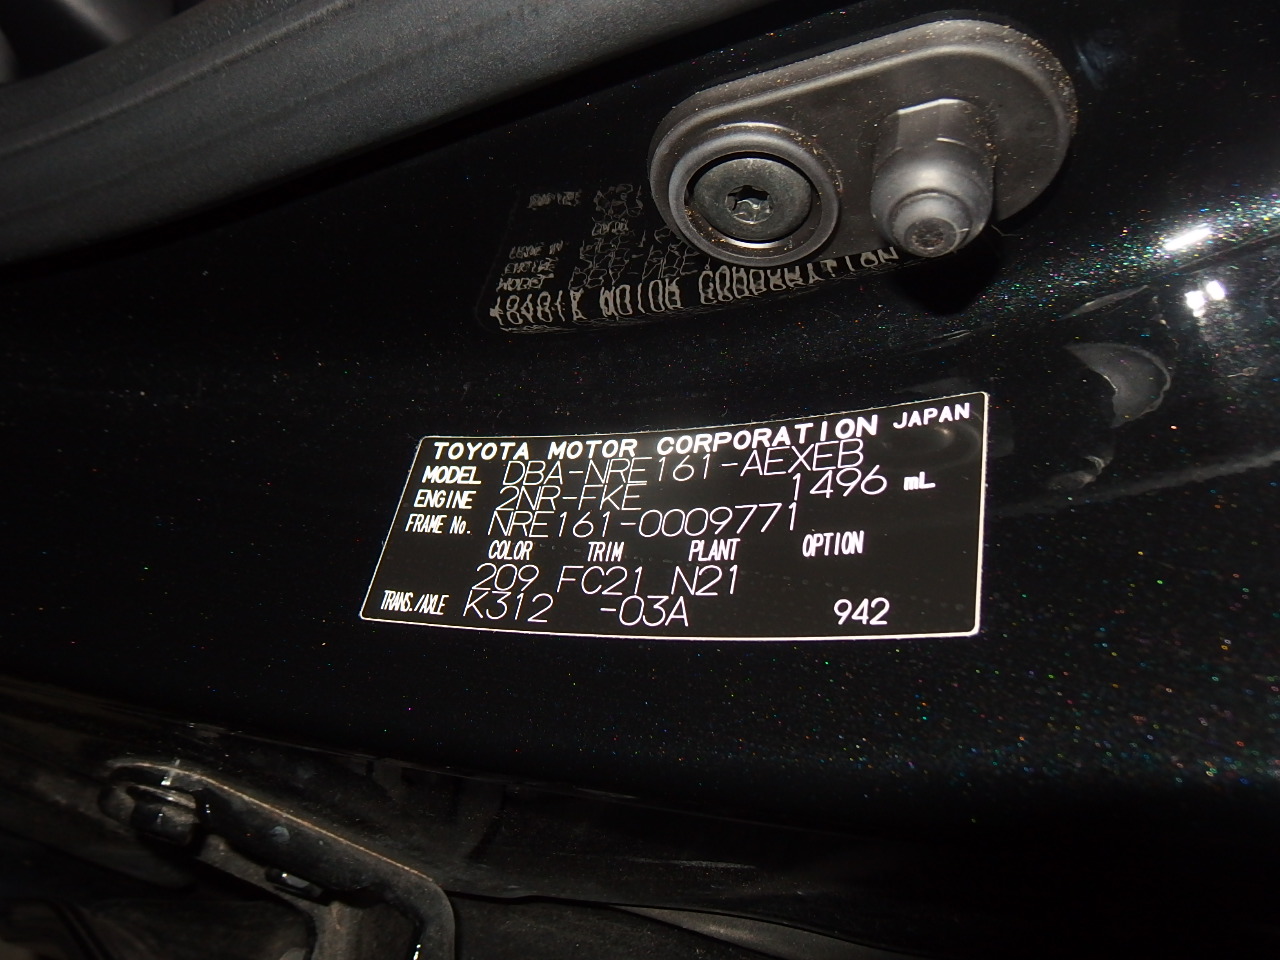 TOYOTA MOTOR CORPORATION JAPAN
MODEL DBA-NRE161-AEXEB
ENGINE 2NR-FKE 1496 mL
FRAME No. NRE161-0009771
COLOR TRIM PLANT OPTION
209 FC21 N21
TRANS./AXLE K312 -03A 942